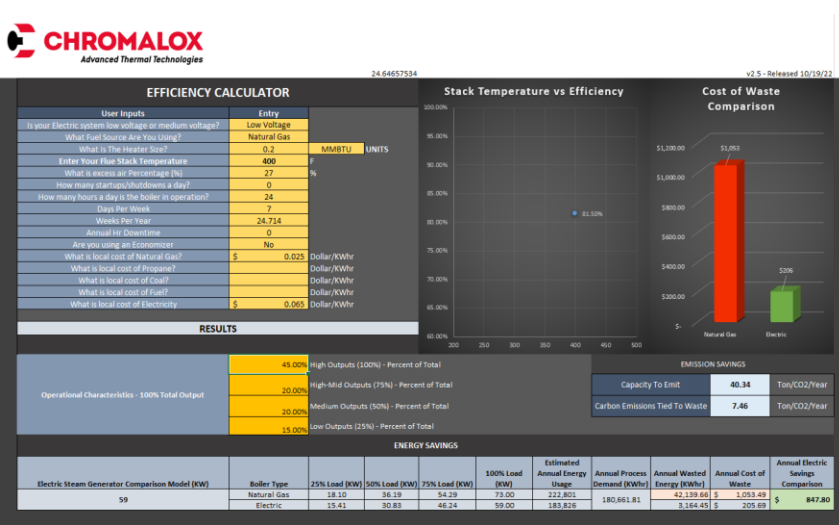 CHROMALOX
Advanced Thermal Technologies
24.64657534
v2.5 - Released 10/19/22
EFFICIENCY CALCULATOR
User Inputs Entry
Is your Electric system low voltage or medium voltage? Low Voltage
What Fuel Source Are You Using? Natural Gas
What Is The Heater Size? 0.2 MMBTU UNITS
Enter Your Flue Stack Temperature 400 F
What is excess air Percentage (%) 27 %
How many startups/shutdowns a day? 0
How many hours a day is the boiler in operation? 24
Days Per Week 7
Weeks Per Year 24.714
Annual Hr Downtime 0
Are you using an Economizer No
What is local cost of Natural Gas? $ 0.025 Dollar/KWhr
What is local cost of Propane? Dollar/KWhr
What is local cost of Coal? Dollar/KWhr
What is local cost of Fuel? Dollar/KWhr
What is local cost of Electricity $ 0.065 Dollar/KWhr
RESULTS
Stack Temperature vs Efficiency
100.00%
95.00%
90.00%
85.00%
80.00%
75.00%
70.00%
65.00%
60.00%
81.53%
200 250 300 350 400 450 500
Cost of Waste
Comparison
$1,200.00
$1,000.00
$800.00
$600.00
$400.00
$200.00
$-
$1,053
$206
Natural Gas Electric
Operational Characteristics - 100% Total Output
45.00% High Outputs (100%) - Percent of Total
20.00% High-Mid Outputs (75%) - Percent of Total
20.00% Medium Outputs (50%) - Percent of Total
15.00% Low Outputs (25%) - Percent of Total
EMISSION SAVINGS
Capacity To Emit 40.34 Ton/CO2/Year
Carbon Emissions Tied To Waste 7.46 Ton/CO2/Year
ENERGY SAVINGS
Electric Steam Generator Comparison Model (KW) Boiler Type 25% Load (KW) 50% Load (KW) 75% Load (KW) 100% Load (KW) Estimated Annual Energy Usage Annual Process Demand (KWhr) Annual Wasted Energy (KWhr) Annual Cost of Waste Annual Electric Savings Comparison
59 Natural Gas 18.10 36.19 54.29 73.00 222,801 180,661.81 42,139.66 $ 1,053.49 $ 847.80
Electric 15.41 30.83 46.24 59.00 183,826 3,164.45 $ 205.69